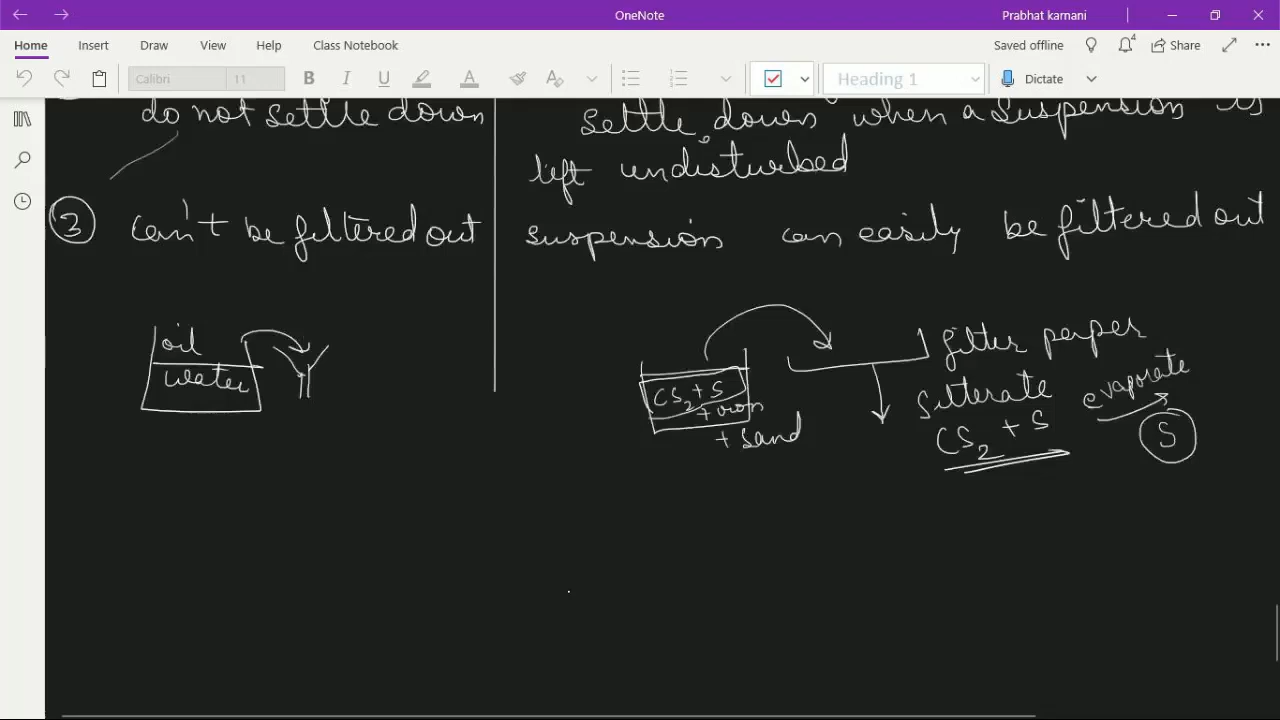 OneNote
Prabhat karnani
Home Insert Draw View Help Class Notebook
Saved offline
4
Share
Calibri 11 B I U A A Heading 1 Dictate
do not settle down
settle down when a suspension is
left undisturbed
3 can't be filtered out
suspension can easily be filtered out
oil
water
CS2 + S
+ iron
+ sand
filter paper
filterate
CS2 + S
evaporate
S